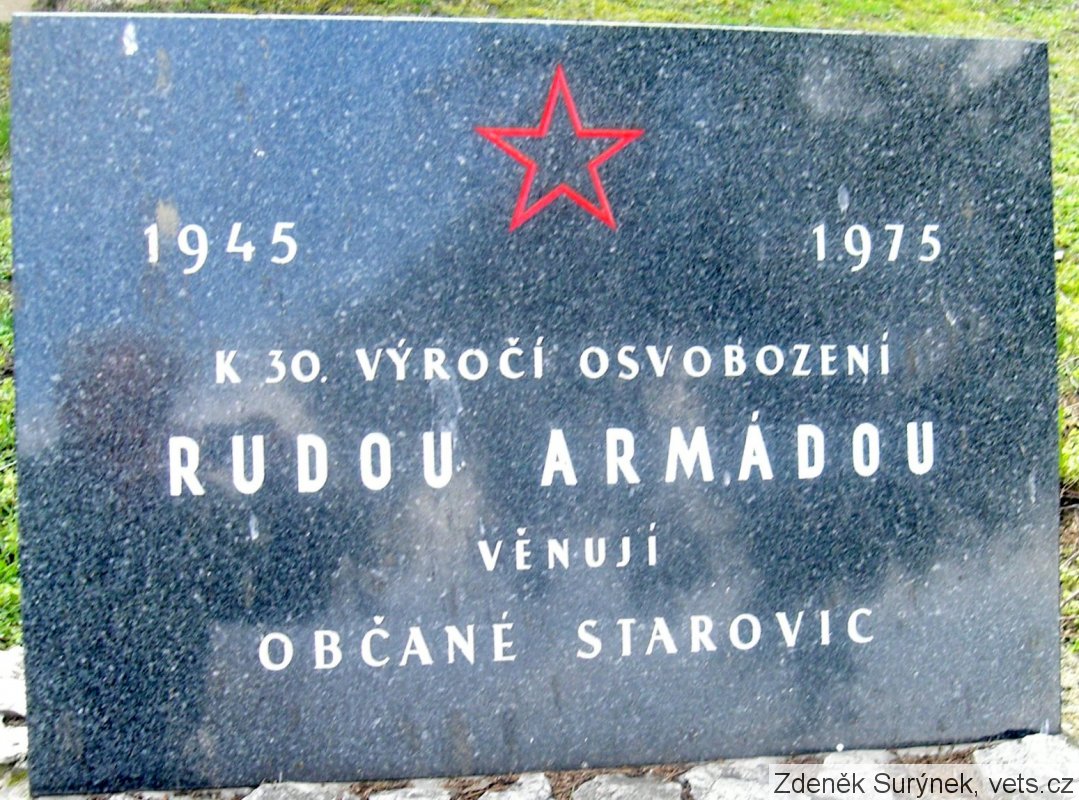 1945 1975
K 30. VÝROČÍ OSVOBOZENÍ
RUDOU ARMÁDOU
VĚNUJÍ
OBČANÉ STAROVIC
Zdeněk Surýnek, vets.cz